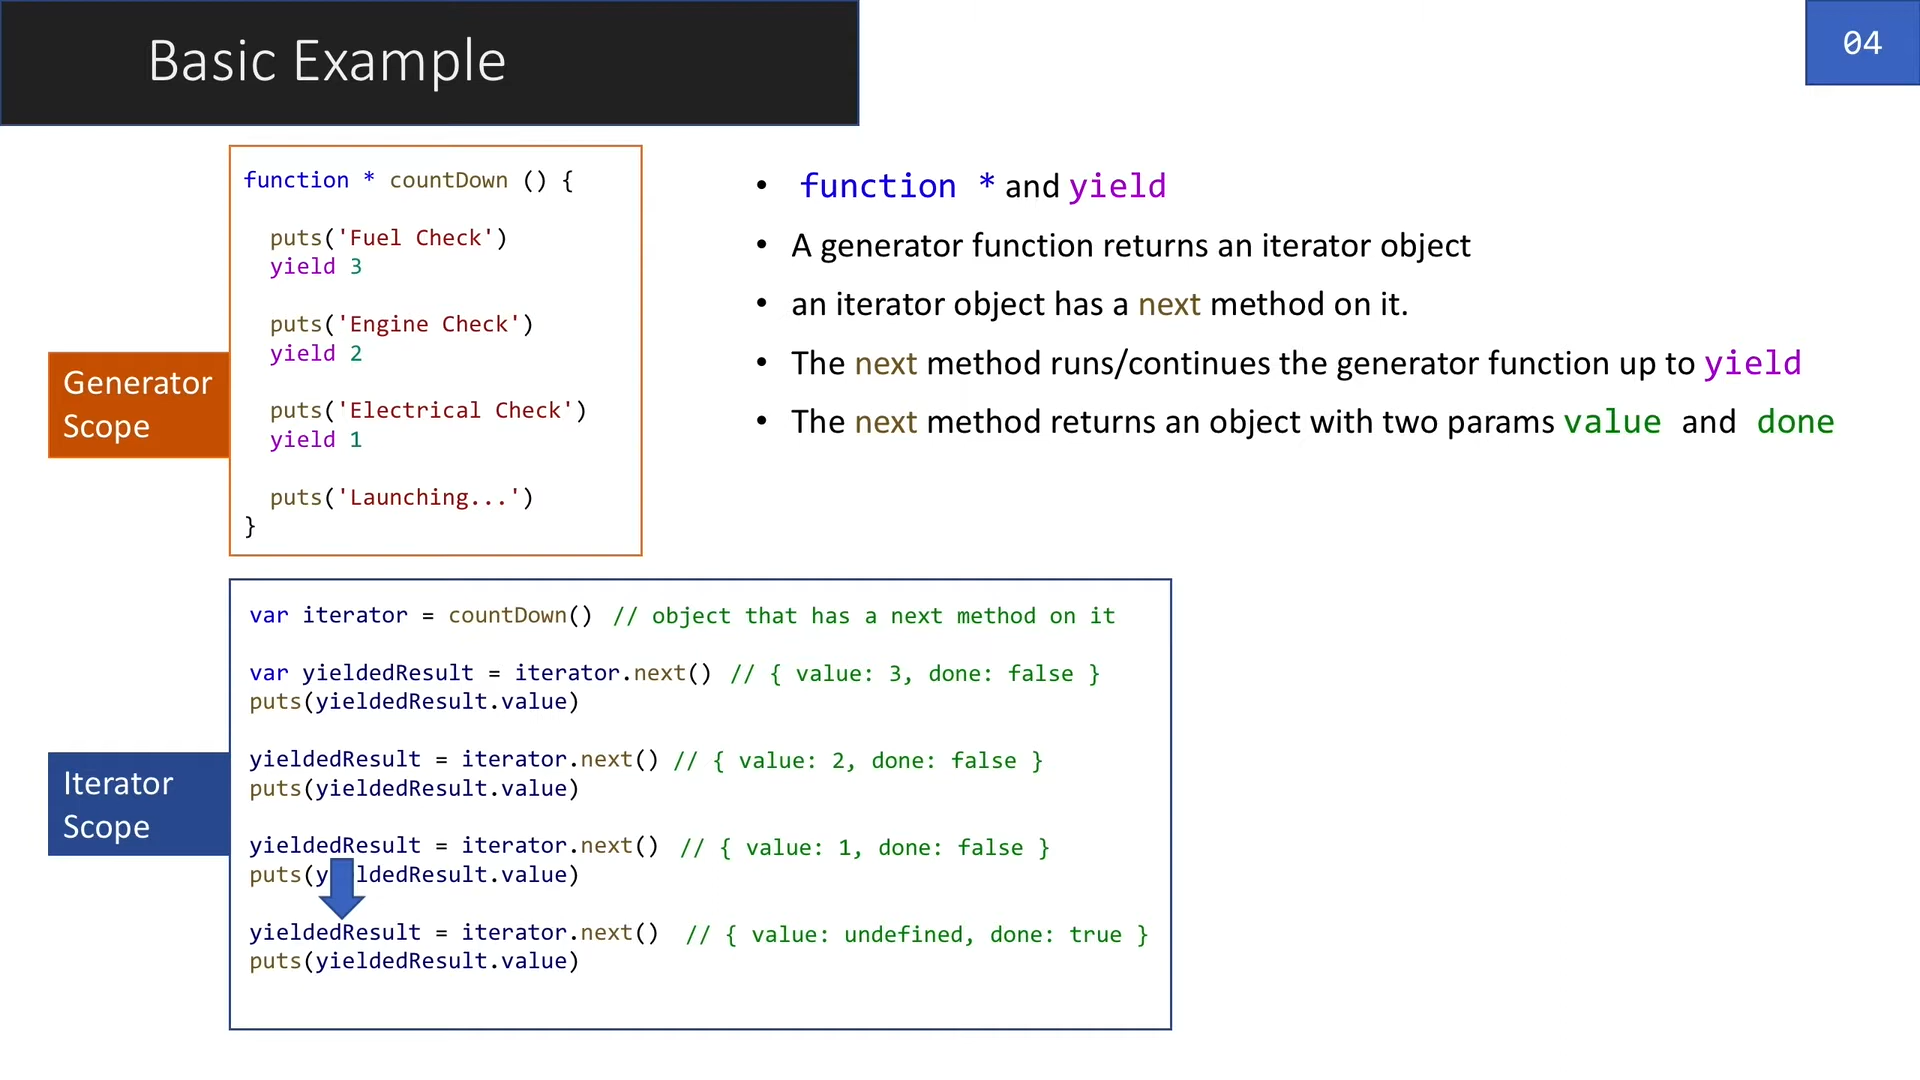 Basic Example
04
function * countDown () {
puts('Fuel Check')
yield 3
puts('Engine Check')
yield 2
puts('Electrical Check')
yield 1
puts('Launching...')
}
Generator
Scope
• function * and yield
• A generator function returns an iterator object
• an iterator object has a next method on it.
• The next method runs/continues the generator function up to yield
• The next method returns an object with two params value and done
var iterator = countDown() // object that has a next method on it
var yieldedResult = iterator.next() // { value: 3, done: false }
puts(yieldedResult.value)
yieldedResult = iterator.next() // { value: 2, done: false }
puts(yieldedResult.value)
yieldedResult = iterator.next() // { value: 1, done: false }
puts(yieldedResult.value)
yieldedResult = iterator.next() // { value: undefined, done: true }
puts(yieldedResult.value)
Iterator
Scope